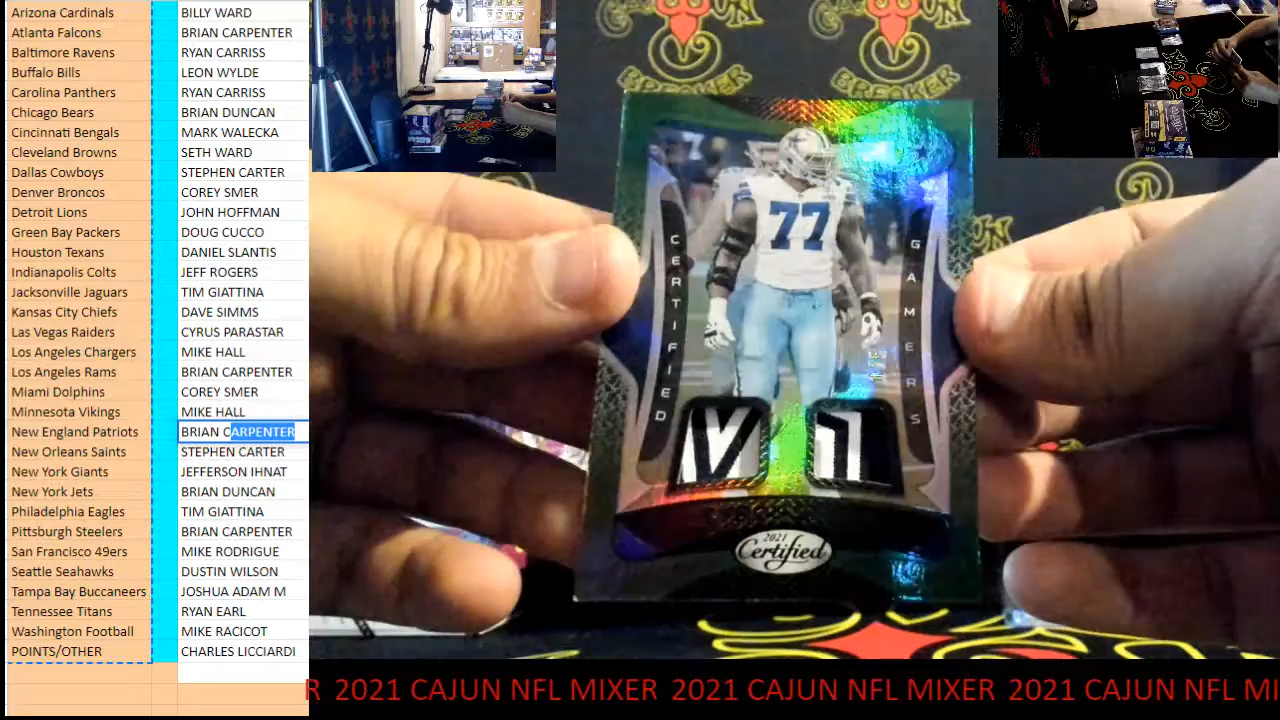 Arizona Cardinals BILLY WARD
Atlanta Falcons BRIAN CARPENTER
Baltimore Ravens RYAN CARRISS
Buffalo Bills LEON WYLDE
Carolina Panthers RYAN CARRISS
Chicago Bears BRIAN DUNCAN
Cincinnati Bengals MARK WALECKA
Cleveland Browns SETH WARD
Dallas Cowboys STEPHEN CARTER
Denver Broncos COREY SMER
Detroit Lions JOHN HOFFMAN
Green Bay Packers DOUG CUCCO
Houston Texans DANIEL SLANTIS
Indianapolis Colts JEFF ROGERS
Jacksonville Jaguars TIM GIATTINA
Kansas City Chiefs DAVE SIMMS
Las Vegas Raiders CYRUS PARASTAR
Los Angeles Chargers MIKE HALL
Los Angeles Rams BRIAN CARPENTER
Miami Dolphins COREY SMER
Minnesota Vikings MIKE HALL
New England Patriots BRIAN CARPENTER
New Orleans Saints STEPHEN CARTER
New York Giants JEFFERSON IHNAT
New York Jets BRIAN DUNCAN
Philadelphia Eagles TIM GIATTINA
Pittsburgh Steelers BRIAN CARPENTER
San Francisco 49ers MIKE RODRIGUE
Seattle Seahawks DUSTIN WILSON
Tampa Bay Buccaneers JOSHUA ADAM M
Tennessee Titans RYAN EARL
Washington Football MIKE RACICOT
POINTS/OTHER CHARLES LICCIARDI
BREAKER
BREAKER
77
CERTIFIED
GAMERS
2021
Certified
R 2021 CAJUN NFL MIXER 2021 CAJUN NFL MIXER 2021 CAJUN NFL MI